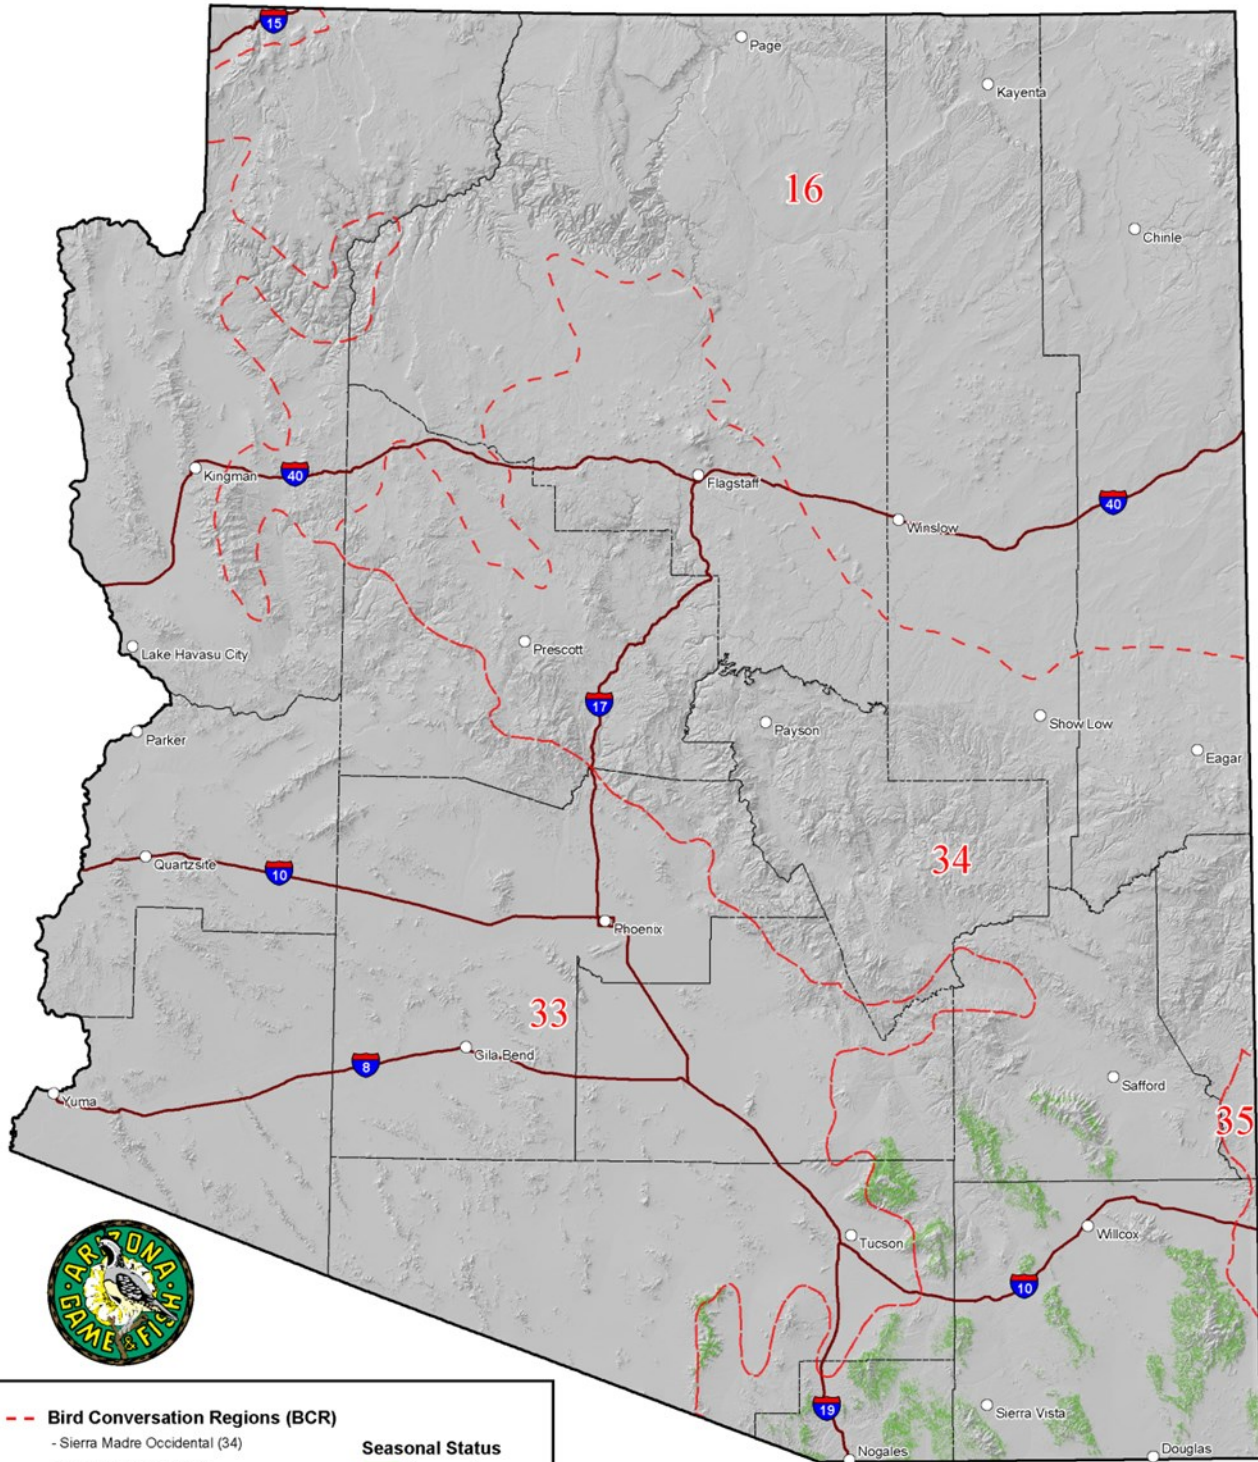 15
Page
Kayenta
16
Chinle
Kingman
40
Flagstaff
40
Winslow
Lake Havasu City
Prescott
17
Parker
Payson
Show Low
Eagar
Quartzsite
10
34
Phoenix
33
Gila Bend
8
Yuma
Safford
35
Tucson
Willcox
10
ARIZONA
GAME & FISH
19
Sierra Vista
Nogales
Douglas
Bird Conversation Regions (BCR)
- Sierra Madre Occidental (34)
Seasonal Status